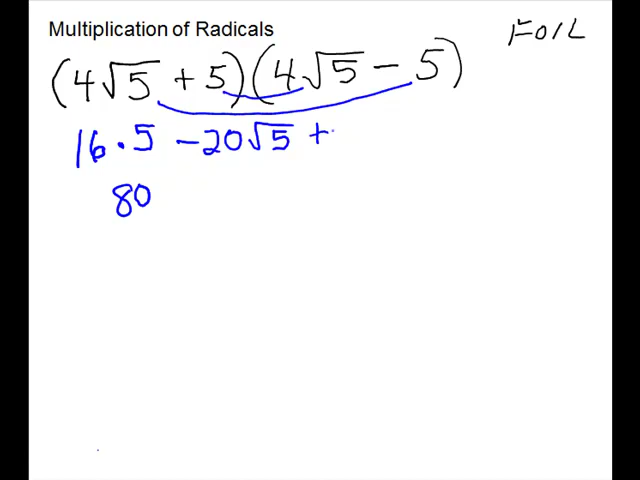 Multiplication of Radicals
FOIL
(4√5 + 5)(4√5 − 5)
16 · 5 − 20√5 +
80